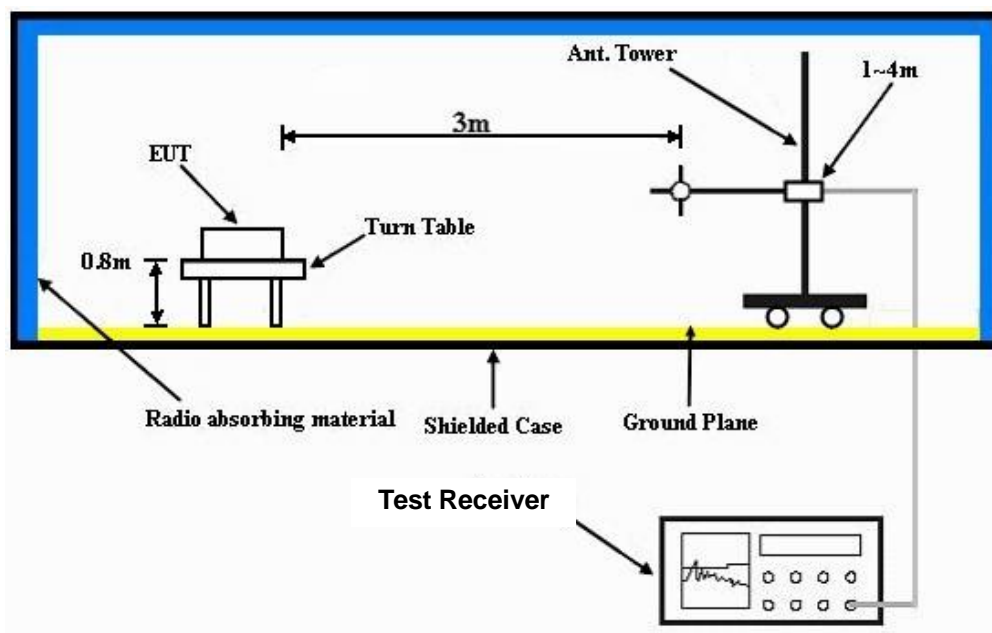 Ant. Tower
1~4m
3m
EUT
Turn Table
0.8m
Radio absorbing material
Shielded Case
Ground Plane
Test Receiver